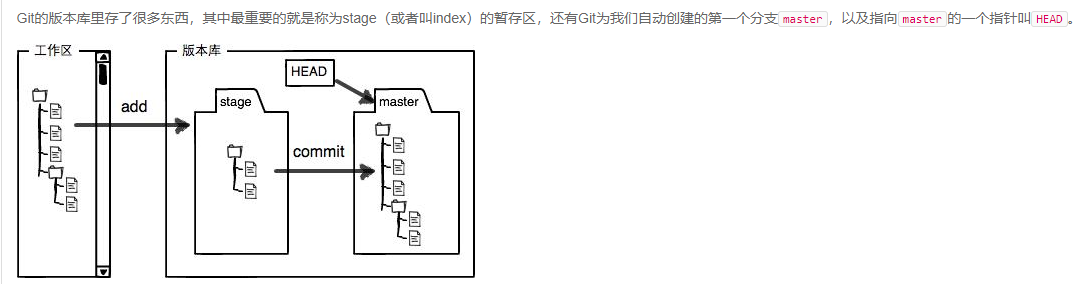 Git的版本库里存了很多东西，其中最重要的就是称为stage（或者叫index）的暂存区，还有Git为我们自动创建的第一个分支master，以及指向master的一个指针叫HEAD。
工作区
版本库
HEAD
add
stage
master
commit